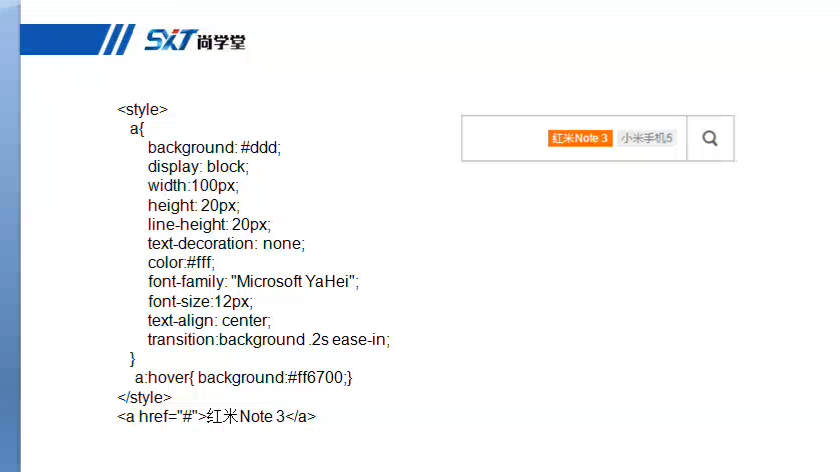 SXT 尚学堂
<style>
a{
background: #ddd;
display: block;
width:100px;
height: 20px;
line-height: 20px;
text-decoration: none;
color:#fff;
font-family: "Microsoft YaHei";
font-size:12px;
text-align: center;
transition:background .2s ease-in;
}
a:hover{ background:#ff6700;}
</style>
<a href="#">红米Note 3</a>
红米Note 3 小米手机5